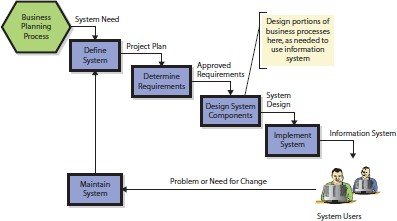 Business
Planning
Process
System Need
Define
System
Project Plan
Determine
Requirements
Approved
Requirements
Design portions of
business processes
here, as needed to
use information
system
Design System
Components
System
Design
Implement
System
Information System
Maintain
System
Problem or Need for Change
System Users